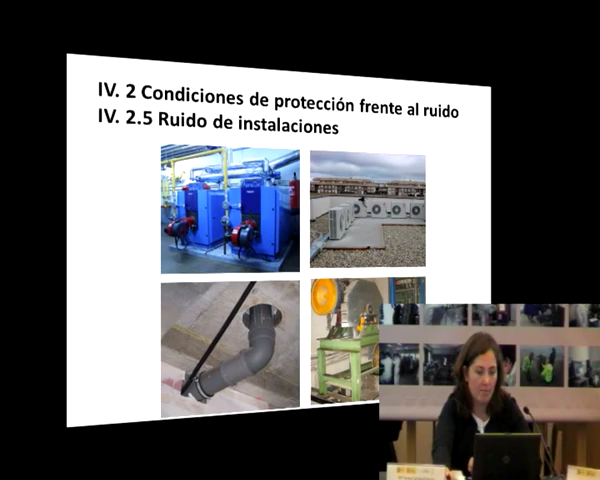 IV. 2 Condiciones de protección frente al ruido
IV. 2.5 Ruido de instalaciones